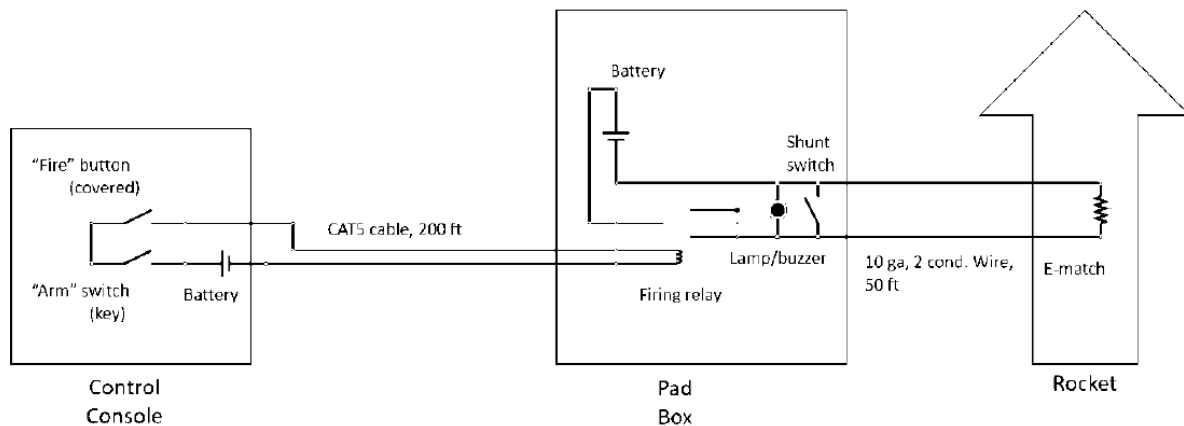 "Fire" button
(covered)
"Arm" switch
(key)
Battery
Control
Console
CAT5 cable, 200 ft
Battery
Shunt
switch
Lamp/buzzer
Firing relay
Pad
Box
10 ga, 2 cond. Wire,
50 ft
E-match
Rocket